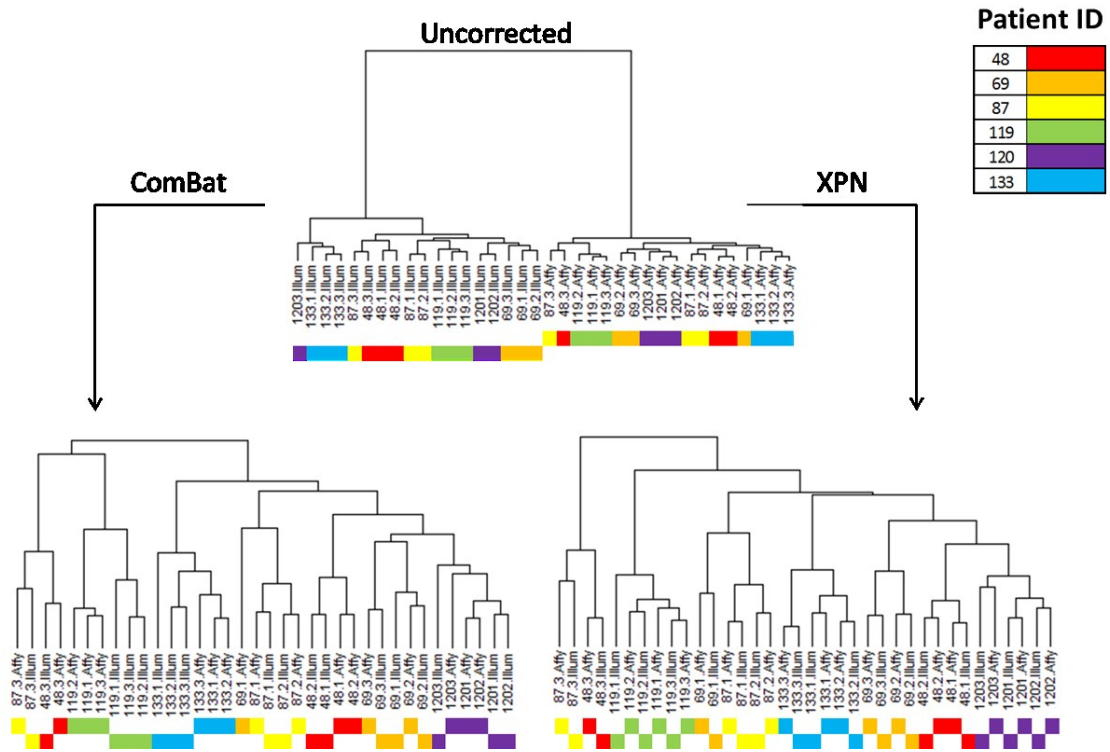 Patient ID
48
69
87
119
120
133
Uncorrected
ComBat
XPN
1203.Illum
133.1.Illum
133.2.Illum
133.3.Illum
87.3.Illum
48.3.Illum
48.1.Illum
48.2.Illum
87.1.Illum
87.2.Illum
119.1.Illum
119.2.Illum
119.3.Illum
1201.Illum
1202.Illum
69.3.Illum
69.1.Illum
69.2.Illum
87.3.Affy
48.3.Affy
119.2.Affy
119.1.Affy
119.3.Affy
69.2.Affy
69.3.Affy
1203.Affy
1201.Affy
1202.Affy
87.1.Affy
87.2.Affy
48.1.Affy
48.2.Affy
69.1.Affy
133.1.Affy
133.2.Affy
133.3.Affy
87.3.Affy
87.3.Illum
48.3.Illum
48.3.Affy
119.2.Affy
119.1.Affy
119.3.Affy
119.1.Illum
119.3.Illum
119.2.Illum
133.1.Illum
133.2.Illum
133.3.Illum
133.3.Affy
133.1.Affy
133.2.Affy
69.1.Affy
87.1.Affy
87.1.Illum
87.2.Illum
87.2.Affy
48.2.Illum
48.3.Illum
48.1.Affy
48.2.Affy
69.3.Affy
69.3.Illum
69.1.Illum
69.2.Affy
69.2.Illum
1203.Illum
1203.Affy
1201.Affy
1202.Affy
1201.Illum
1202.Illum
87.3.Affy
87.3.Illum
48.3.Affy
48.3.Illum
119.1.Illum
119.2.Affy
119.2.Illum
119.1.Affy
119.3.Illum
119.3.Affy
69.1.Affy
69.1.Illum
87.1.Affy
87.1.Illum
87.2.Illum
87.2.Affy
133.3.Affy
133.3.Illum
133.1.Illum
133.1.Affy
133.2.Affy
133.2.Illum
69.3.Affy
69.3.Illum
69.2.Affy
69.2.Illum
48.2.Illum
48.2.Affy
48.1.Affy
48.1.Illum
1203.Illum
1203.Affy
1201.Illum
1201.Affy
1202.Illum
1202.Affy